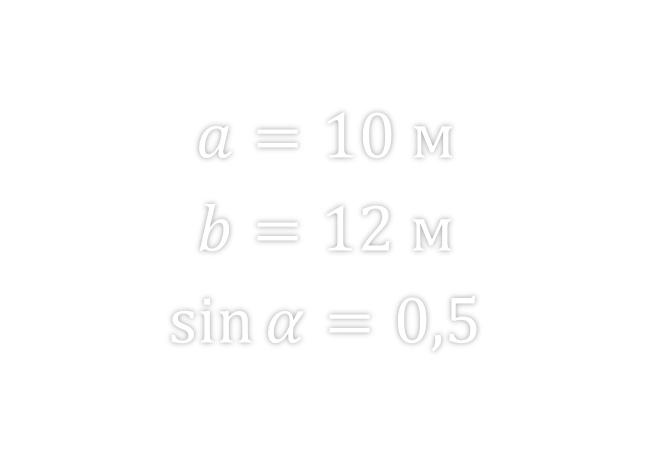 a = 10 м
b = 12 м
sin α = 0,5